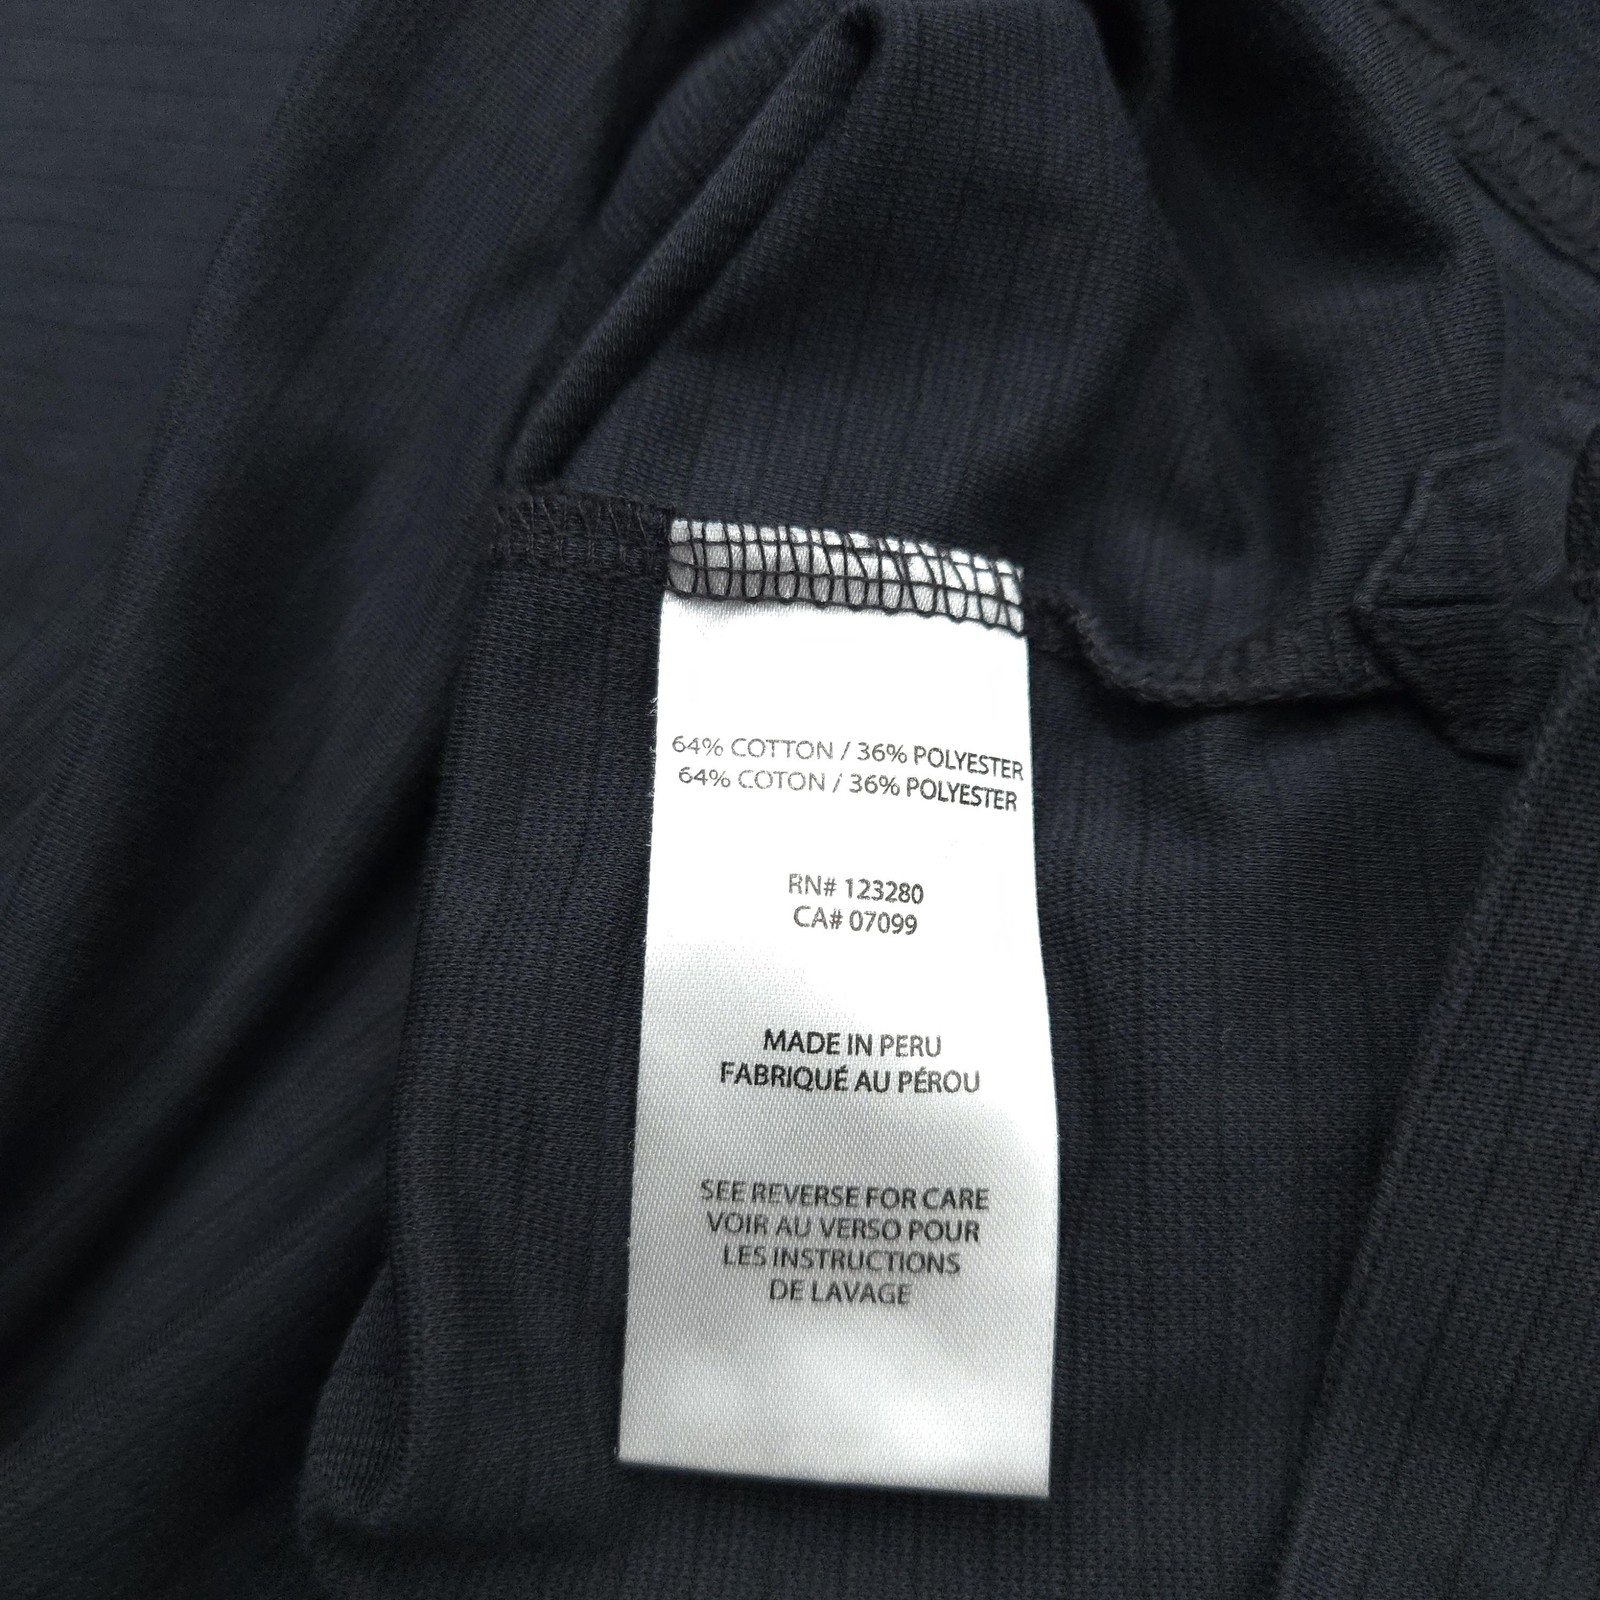 64% COTTON / 36% POLYESTER
64% COTON / 36% POLYESTER
RN# 123280
CA# 07099
MADE IN PERU
FABRIQUÉ AU PÉROU
SEE REVERSE FOR CARE
VOIR AU VERSO POUR
LES INSTRUCTIONS
DE LAVAGE